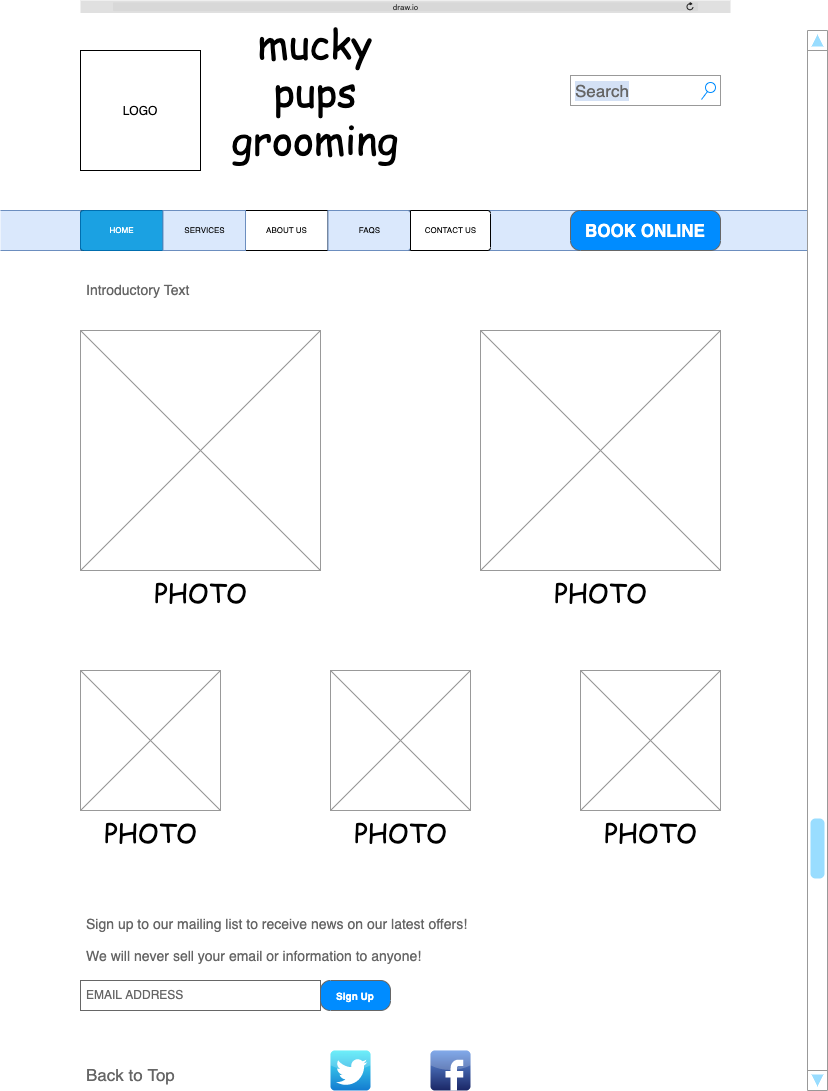 draw.io
LOGO
mucky
pups
grooming
Search
HOME
SERVICES
ABOUT US
FAQS
CONTACT US
BOOK ONLINE
Introductory Text
PHOTO
PHOTO
PHOTO
PHOTO
PHOTO
Sign up to our mailing list to receive news on our latest offers!
We will never sell your email or information to anyone!
EMAIL ADDRESS
Sign Up
Back to Top